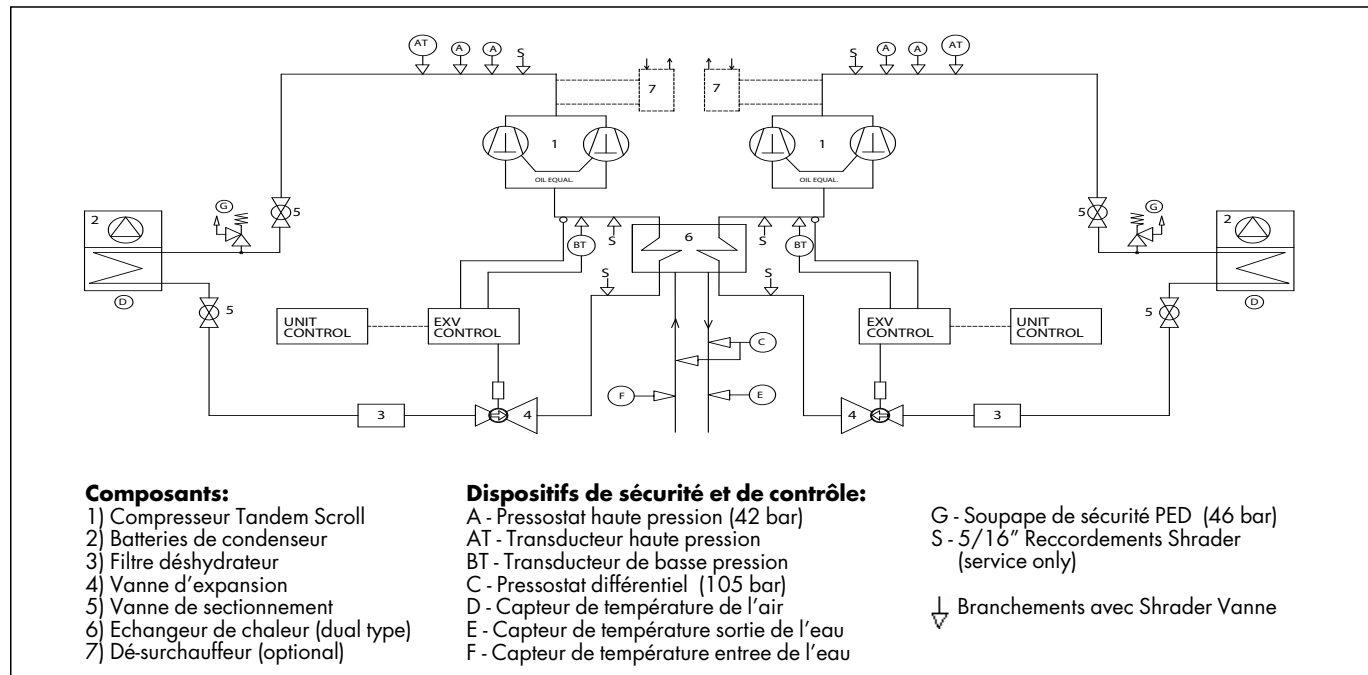 AT A A S S A A AT
7 7
1 1
OIL EQUAL. OIL EQUAL.
G 5 5 G
2 2
6
BT S S BT
D S S D
5 5
UNIT CONTROL EXV CONTROL EXV CONTROL UNIT CONTROL
C
F E
3 4 4 3
Composants:
1) Compresseur Tandem Scroll
2) Batteries de condenseur
3) Filtre déshydrateur
4) Vanne d’expansion
5) Vanne de sectionnement
6) Echangeur de chaleur (dual type)
7) Dé-surchauffeur (optional)
Dispositifs de sécurité et de contrôle:
A - Pressostat haute pression (42 bar)
AT - Transducteur haute pression
BT - Transducteur de basse pression
C - Pressostat différentiel (105 bar)
D - Capteur de température de l’air
E - Capteur de température sortie de l’eau
F - Capteur de température entree de l’eau
G - Soupape de sécurité PED (46 bar)
S - 5/16” Reccordements Shrader
(service only)
Branchements avec Shrader Vanne